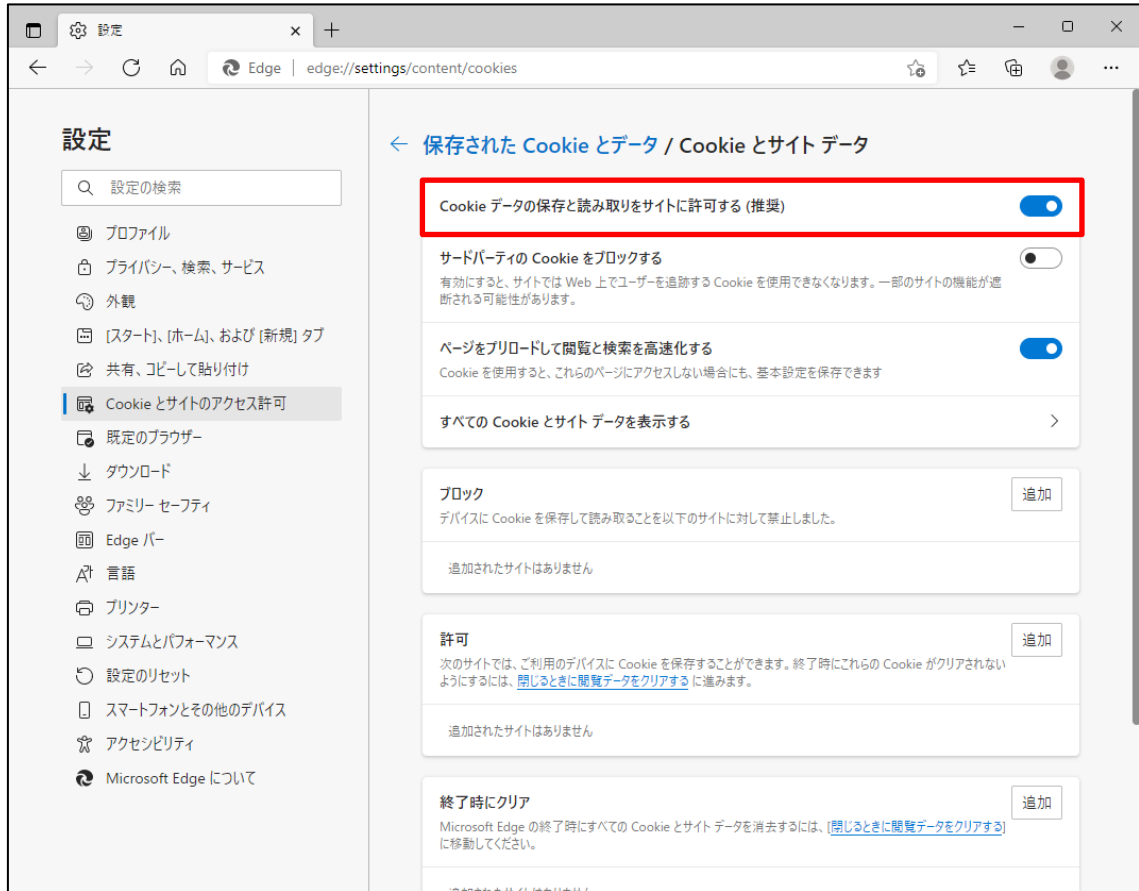 設定
Edge
edge://settings/content/cookies
設定
設定の検索
プロファイル
プライバシー、検索、サービス
外観
[スタート]、[ホーム]、および [新規] タブ
共有、コピーして貼り付け
Cookie とサイトのアクセス許可
既定のブラウザー
ダウンロード
ファミリー セーフティ
Edge バー
言語
プリンター
システムとパフォーマンス
設定のリセット
スマートフォンとその他のデバイス
アクセシビリティ
Microsoft Edge について
保存された Cookie とデータ / Cookie とサイト データ
Cookie データの保存と読み取りをサイトに許可する (推奨)
サードパーティの Cookie をブロックする
有効にすると、サイトでは Web 上でユーザーを追跡する Cookie を使用できなくなります。一部のサイトの機能が遮
断される可能性があります。
ページをプリロードして閲覧と検索を高速化する
Cookie を使用すると、これらのページにアクセスしない場合にも、基本設定を保存できます
すべての Cookie とサイト データを表示する
ブロック
追加
デバイスに Cookie を保存して読み取ることを以下のサイトに対して禁止しました。
追加されたサイトはありません
許可
追加
次のサイトでは、ご利用のデバイスに Cookie を保存することができます。終了時にこれらの Cookie がクリアされない
ようにするには、閉じるときに閲覧データをクリアする に進みます。
追加されたサイトはありません
終了時にクリア
追加
Microsoft Edge の終了時にすべての Cookie とサイト データを消去するには、[閉じるときに閲覧データをクリアする]
に移動してください。